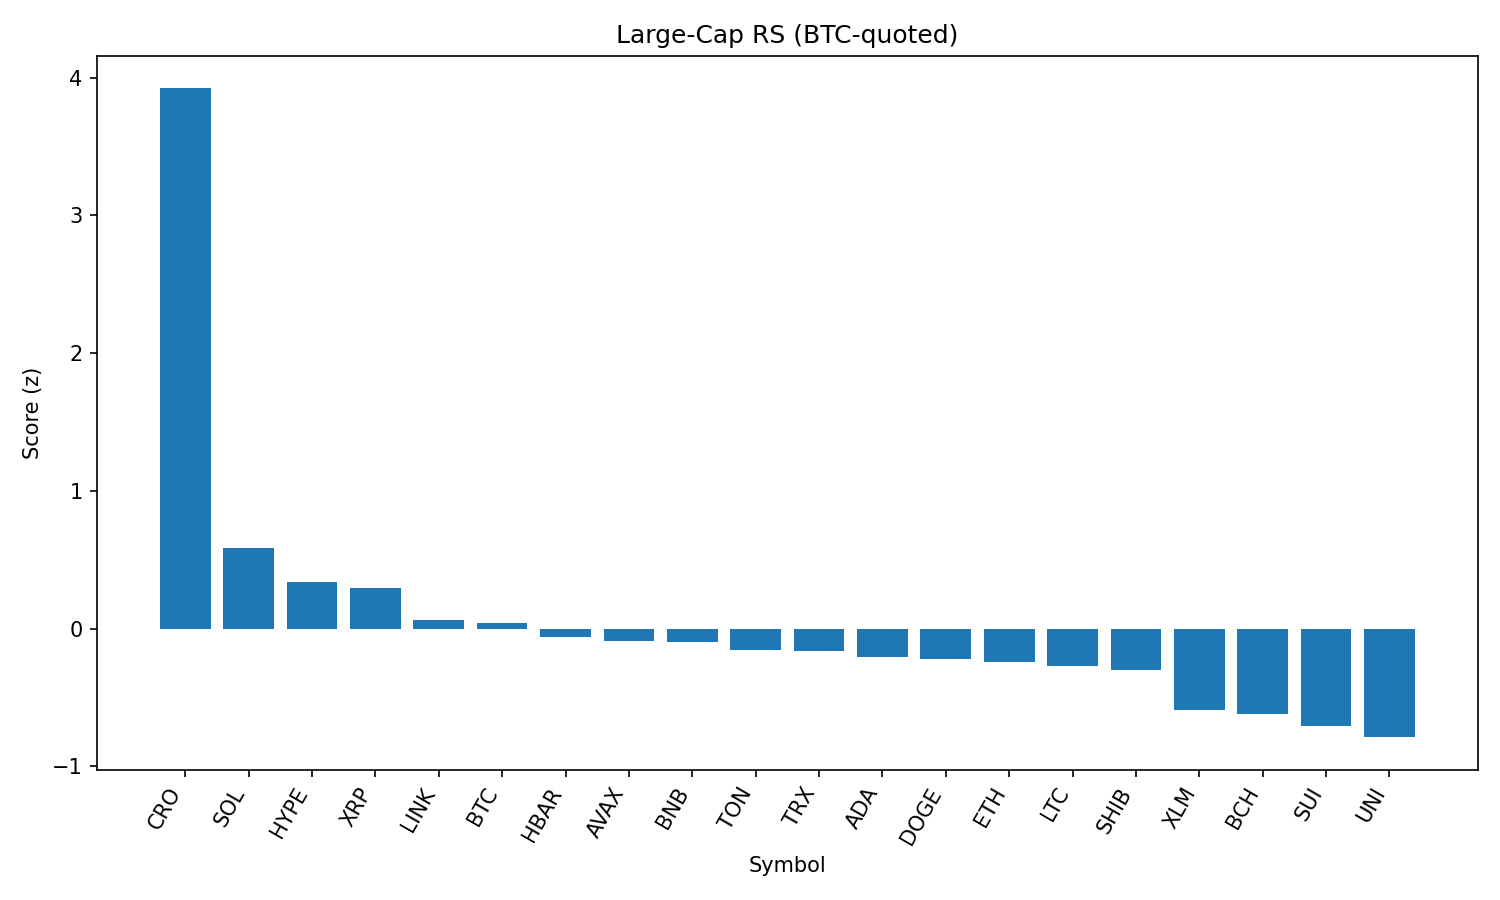 Large-Cap RS (BTC-quoted)
4
3
2
1
0
−1
Score (z)
CRO
SOL
HYPE
XRP
LINK
BTC
HBAR
AVAX
BNB
TON
TRX
ADA
DOGE
ETH
LTC
SHIB
XLM
BCH
SUI
UNI
Symbol